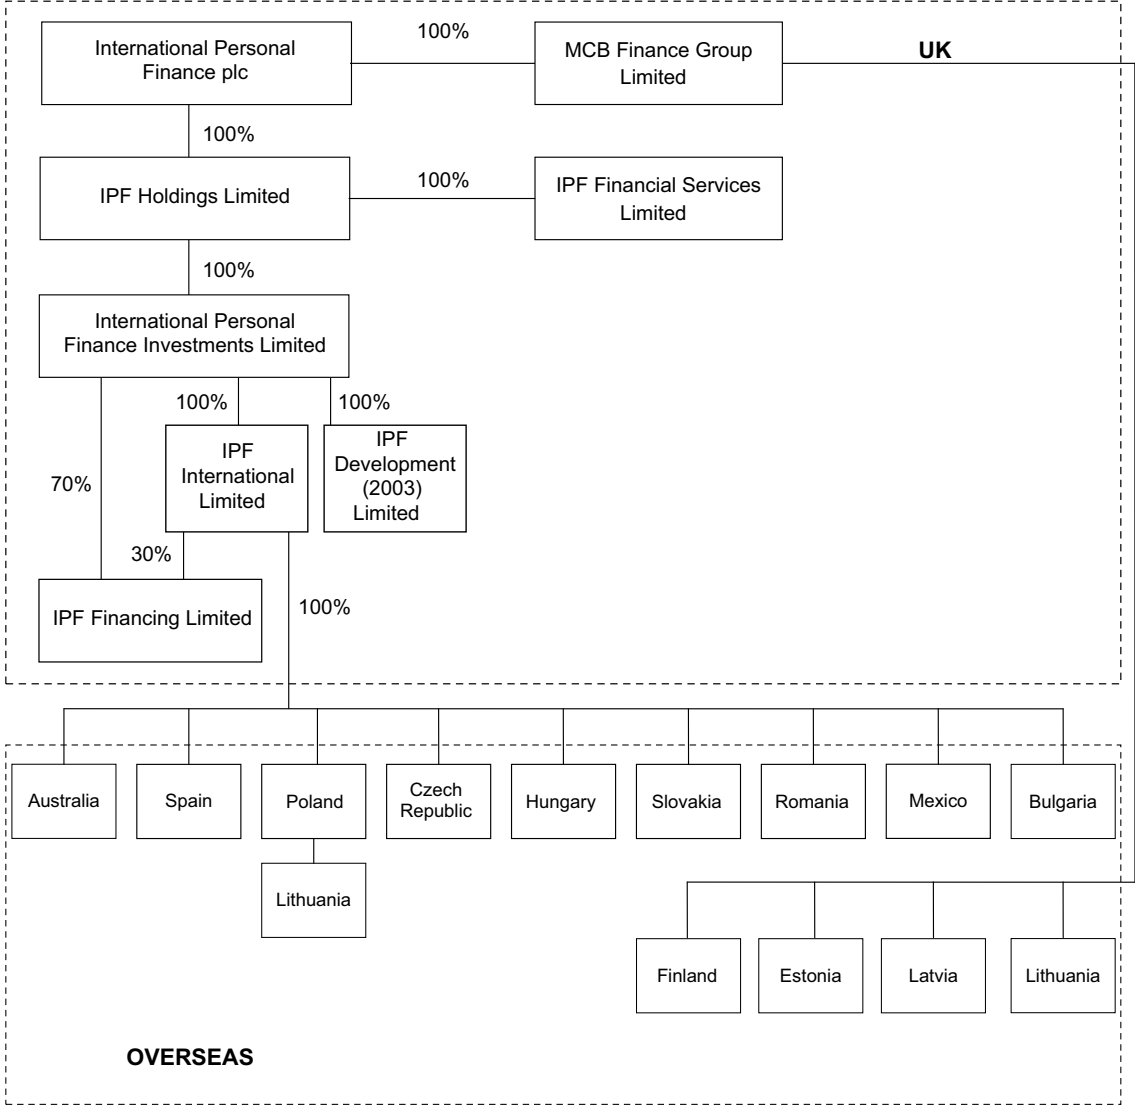 100%
International Personal
Finance plc
MCB Finance Group
Limited
UK
100%
IPF Holdings Limited
100%
IPF Financial Services
Limited
100%
International Personal
Finance Investments Limited
100%
100%
IPF
International
Limited
IPF
Development
(2003)
Limited
70%
30%
IPF Financing Limited
100%
Australia
Spain
Poland
Czech
Republic
Hungary
Slovakia
Romania
Mexico
Bulgaria
Lithuania
Finland
Estonia
Latvia
Lithuania
OVERSEAS